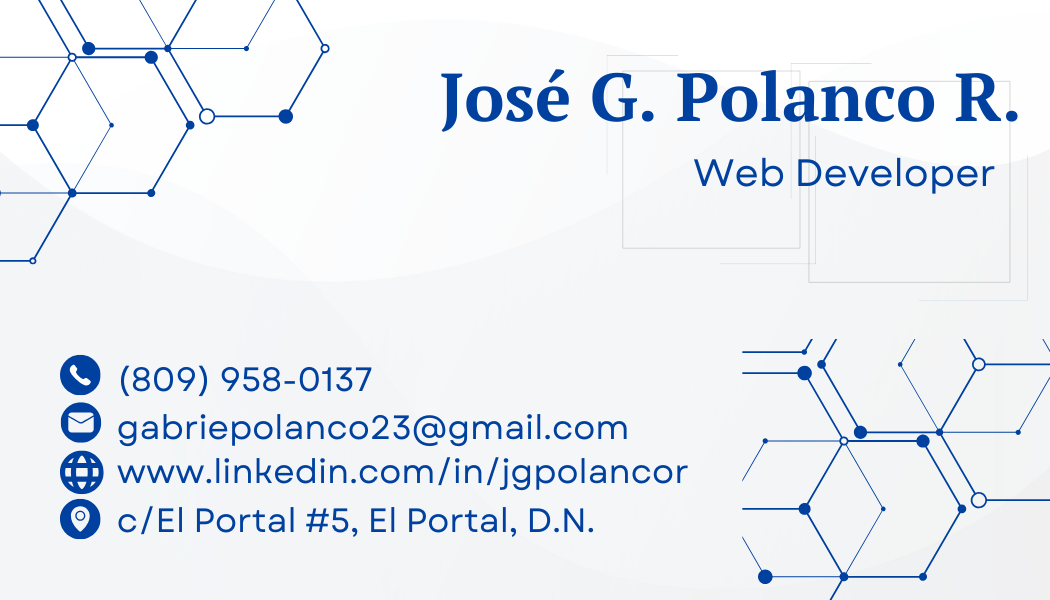 José G. Polanco R.
Web Developer
(809) 958-0137
gabriepolanco23@gmail.com
www.linkedin.com/in/jgpolancor
c/El Portal #5, El Portal, D.N.